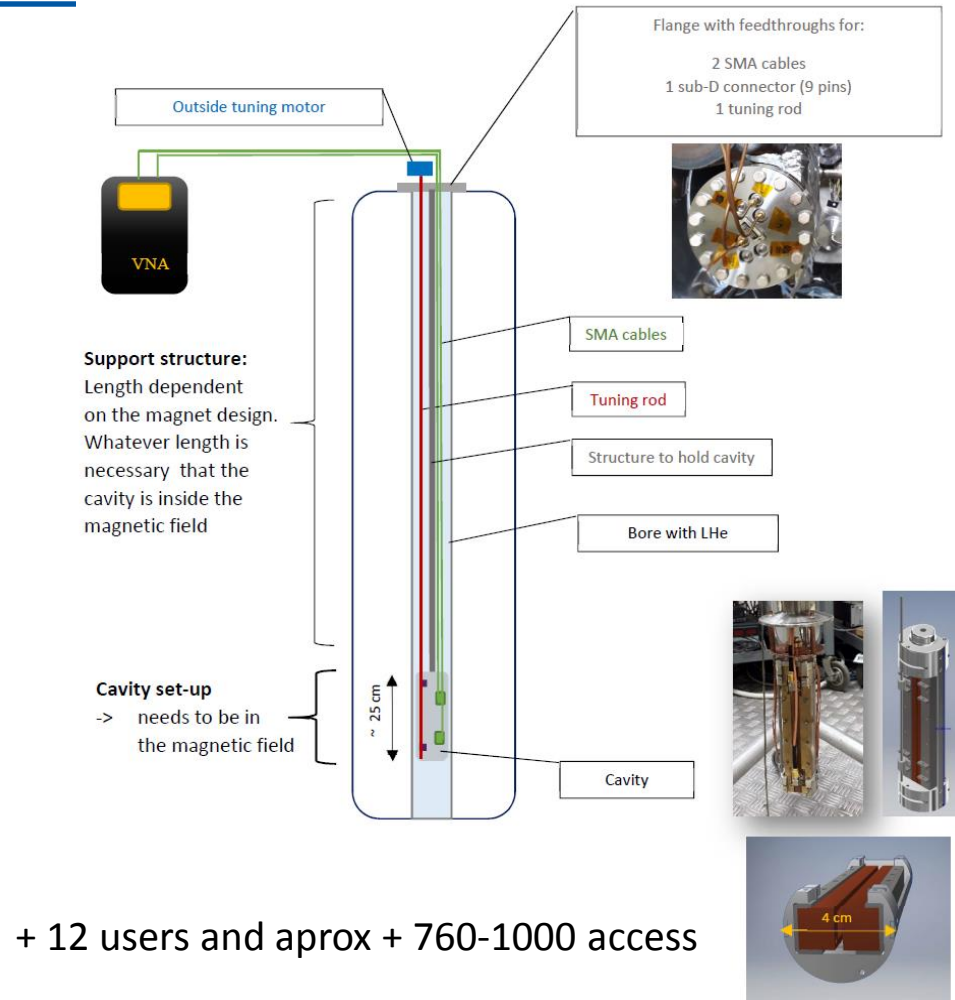 Flange with feedthroughs for:
2 SMA cables
1 sub-D connector (9 pins)
1 tuning rod
Outside tuning motor
VNA
SMA cables
Support structure:
Length dependent
on the magnet design.
Whatever length is
necessary that the
cavity is inside the
magnetic field
Tuning rod
Structure to hold cavity
Bore with LHe
Cavity set-up
-> needs to be in
the magnetic field
~ 25 cm
Cavity
4 cm
+ 12 users and aprox + 760-1000 access